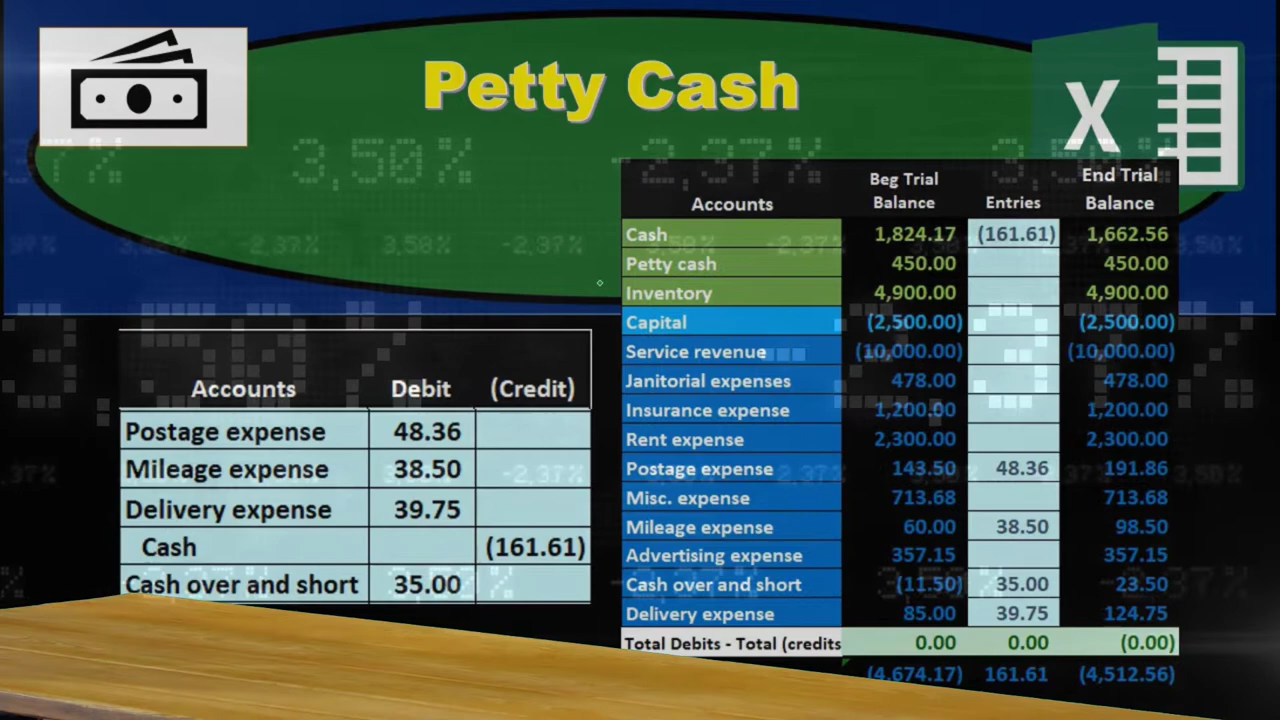 Petty Cash
X
Accounts Debit (Credit)
Postage expense 48.36
Mileage expense 38.50
Delivery expense 39.75
Cash (161.61)
Cash over and short 35.00
Accounts Beg Trial Balance Entries End Trial Balance
Cash 1,824.17 (161.61) 1,662.56
Petty cash 450.00 450.00
Inventory 4,900.00 4,900.00
Capital (2,500.00) (2,500.00)
Service revenue (10,000.00) (10,000.00)
Janitorial expenses 478.00 478.00
Insurance expense 1,200.00 1,200.00
Rent expense 2,300.00 2,300.00
Postage expense 143.50 48.36 191.86
Misc. expense 713.68 713.68
Mileage expense 60.00 38.50 98.50
Advertising expense 357.15 357.15
Cash over and short (11.50) 35.00 23.50
Delivery expense 85.00 39.75 124.75
Total Debits - Total (credits 0.00 0.00 (0.00)
(4,674.17) 161.61 (4,512.56)
3,50% -2,37%